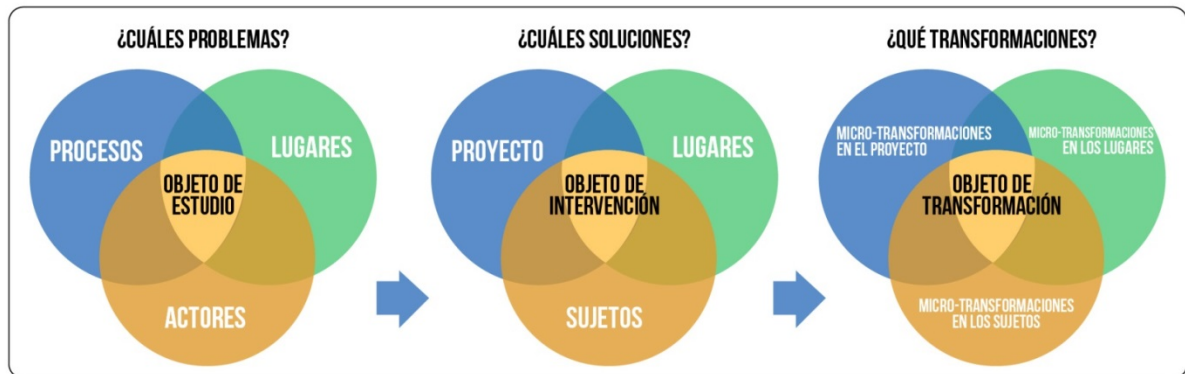 ¿CUÁLES PROBLEMAS?
PROCESOS
LUGARES
OBJETO DE
ESTUDIO
ACTORES
¿CUÁLES SOLUCIONES?
PROYECTO
LUGARES
OBJETO DE
INTERVENCIÓN
SUJETOS
¿QUÉ TRANSFORMACIONES?
MICRO-TRANSFORMACIONES
EN EL PROYECTO
MICRO-TRANSFORMACIONES
EN LOS LUGARES
OBJETO DE
TRANSFORMACIÓN
MICRO-TRANSFORMACIONES
EN LOS SUJETOS